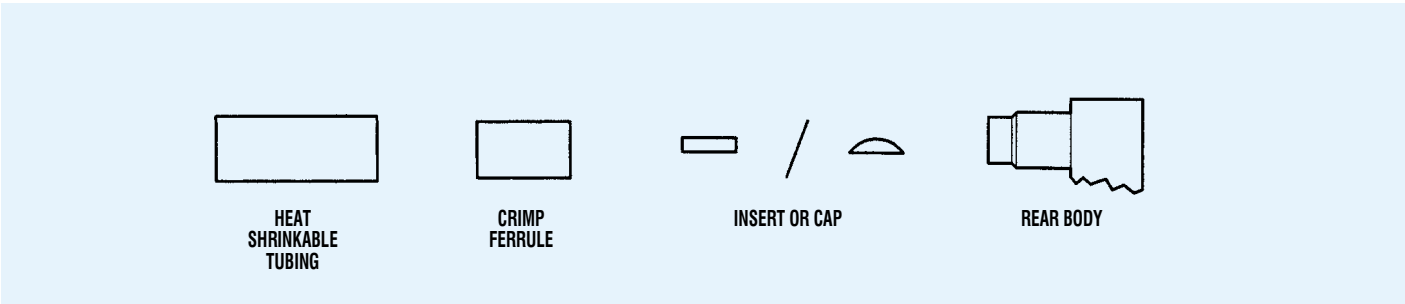 HEAT
SHRINKABLE
TUBING
CRIMP
FERRULE
INSERT OR CAP
REAR BODY